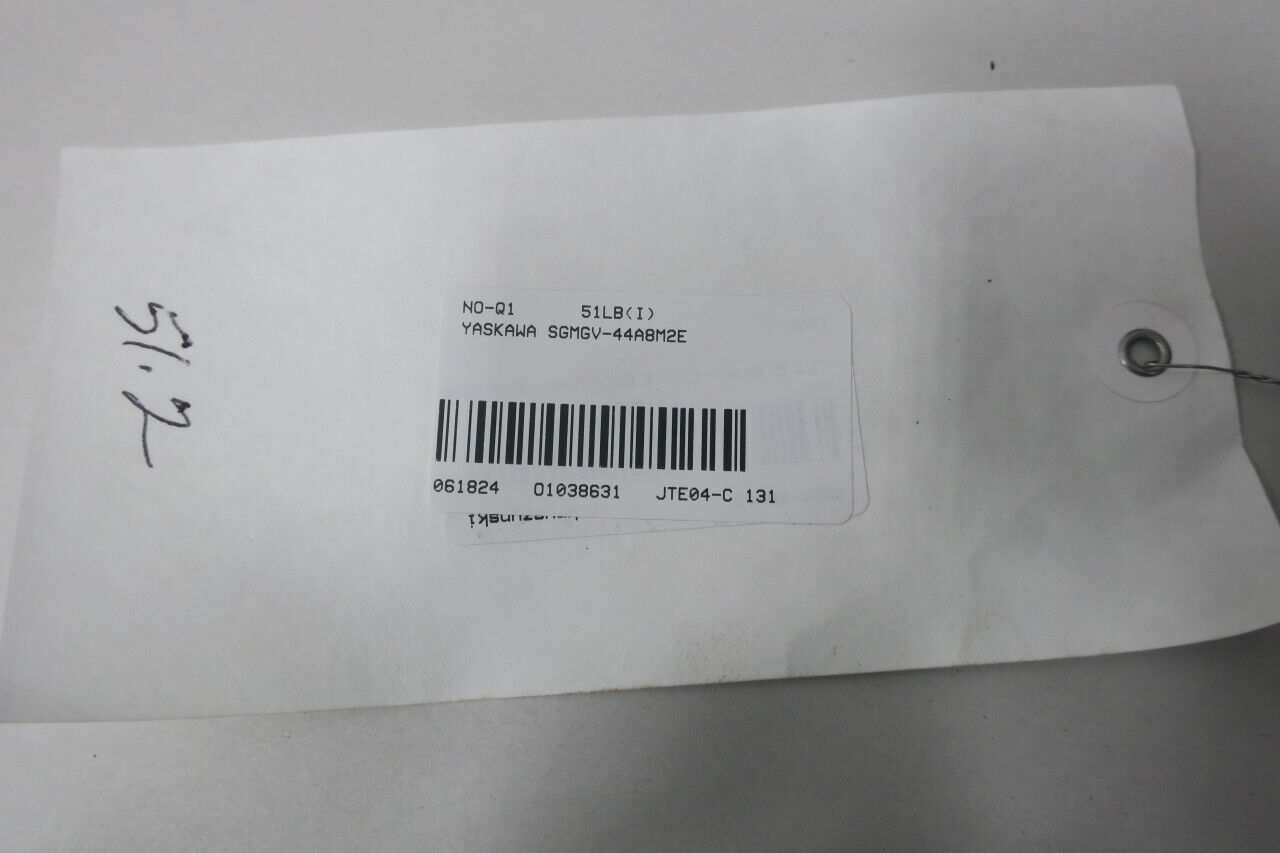 51.2
NO-Q1 51LB(I)
YASKAWA SGMGV-44A8M2E
061824 01038631 JTE04-C 131